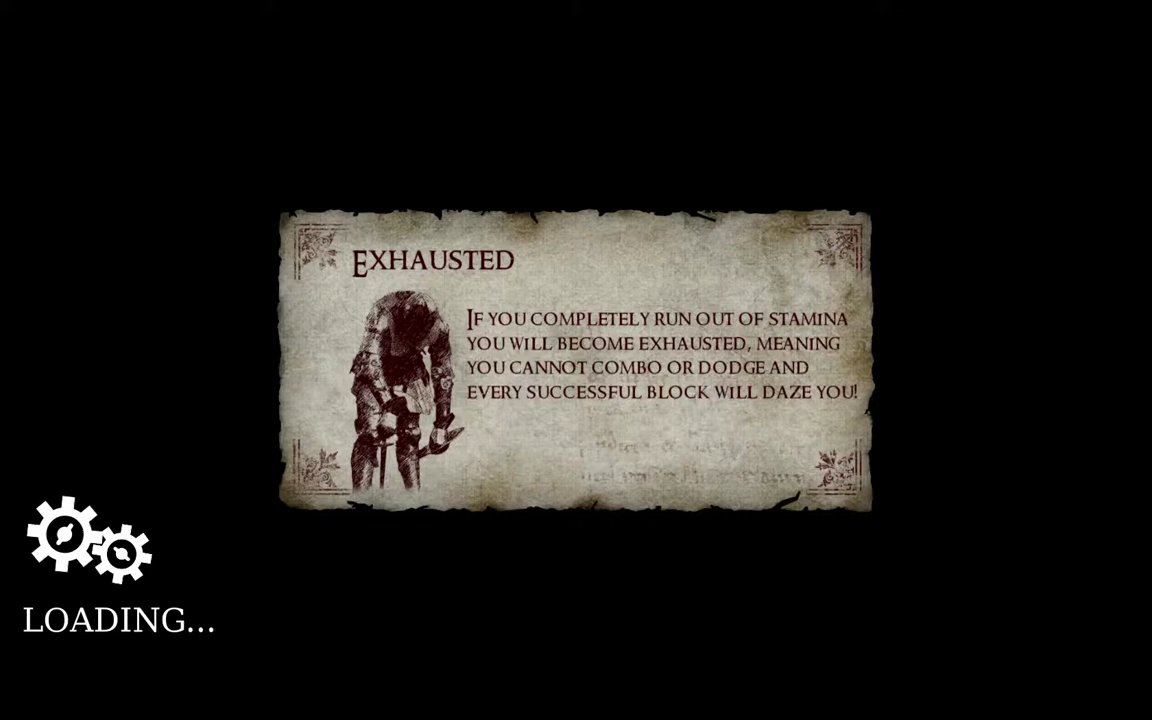 EXHAUSTED
IF YOU COMPLETELY RUN OUT OF STAMINA
YOU WILL BECOME EXHAUSTED, MEANING
YOU CANNOT COMBO OR DODGE AND
EVERY SUCCESSFUL BLOCK WILL DAZE YOU!
LOADING...